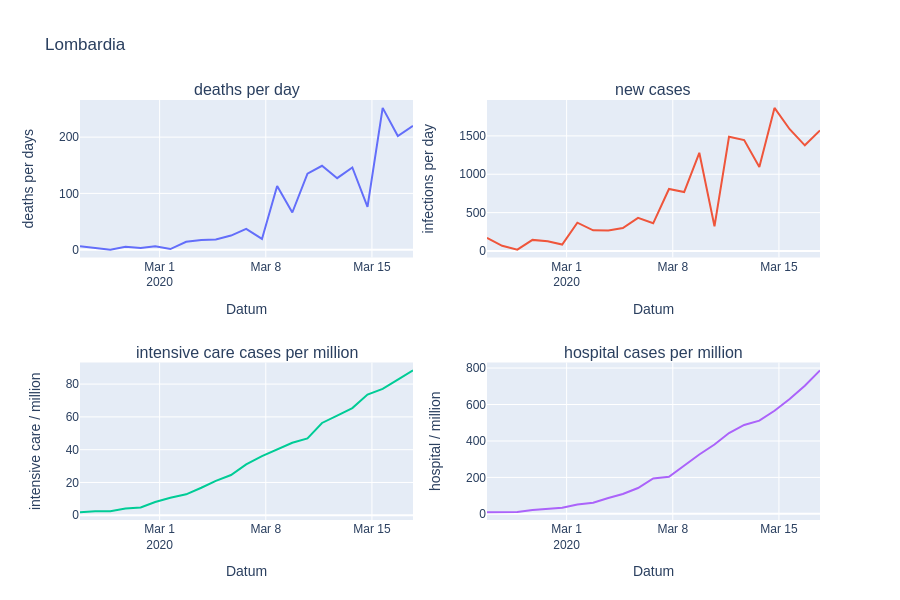 Lombardia
deaths per day
deaths per days
200
100
0
Mar 1
2020
Mar 8
Mar 15
Datum
new cases
infections per day
1500
1000
500
0
Mar 1
2020
Mar 8
Mar 15
Datum
intensive care cases per million
intensive care / million
80
60
40
20
0
Mar 1
2020
Mar 8
Mar 15
Datum
hospital cases per million
hospital / million
800
600
400
200
0
Mar 1
2020
Mar 8
Mar 15
Datum